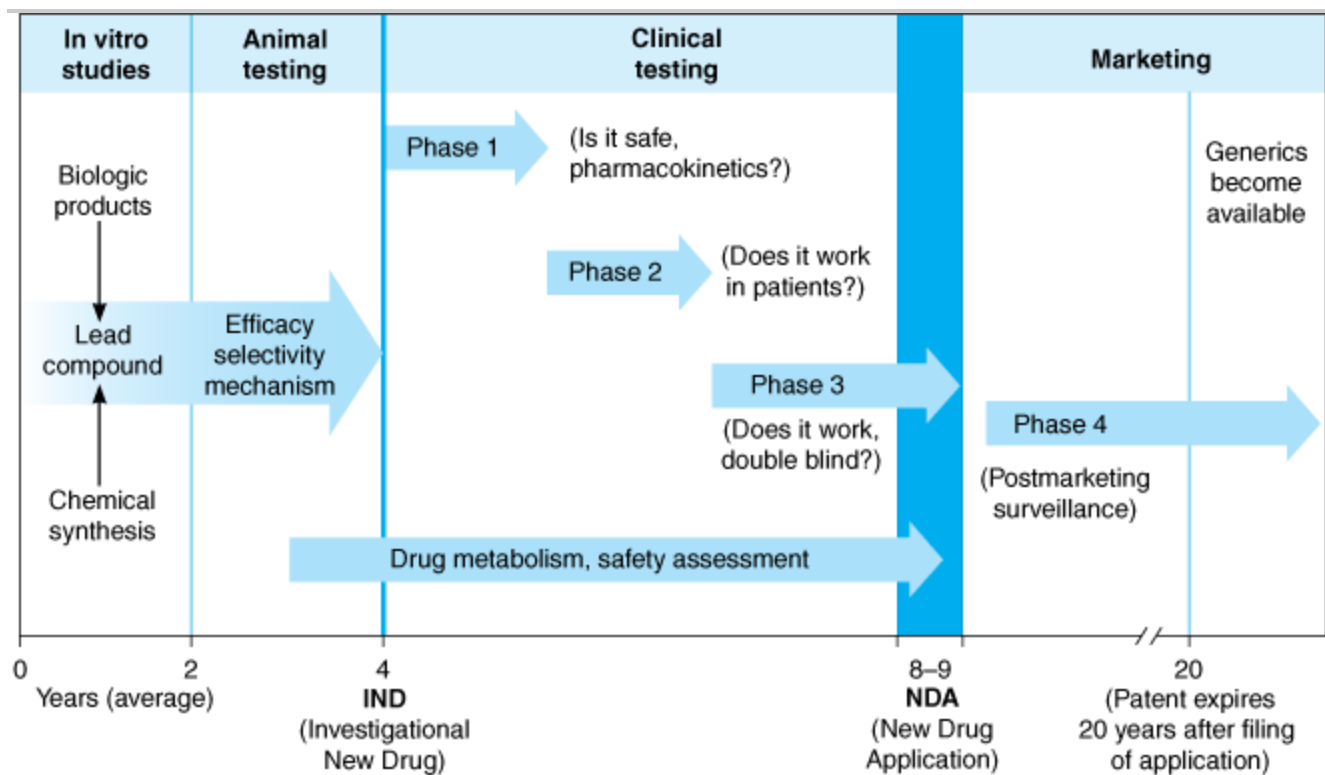 In vitro
studies
Animal
testing
Clinical
testing
Marketing
Biologic
products
Lead
compound
Chemical
synthesis
Efficacy
selectivity
mechanism
Phase 1
(Is it safe,
pharmacokinetics?)
Phase 2
(Does it work
in patients?)
Phase 3
(Does it work,
double blind?)
Phase 4
(Postmarketing
surveillance)
Generics
become
available
Drug metabolism, safety assessment
0
Years (average)
2
4
IND
(Investigational
New Drug)
8–9
NDA
(New Drug
Application)
20
(Patent expires
20 years after filing
of application)